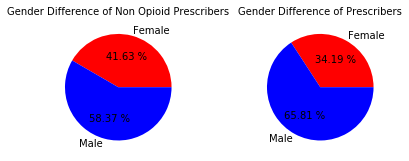 Gender Difference of Non Opioid Prescribers
Female
41.63 %
58.37 %
Male
Gender Difference of Prescribers
Female
34.19 %
65.81 %
Male